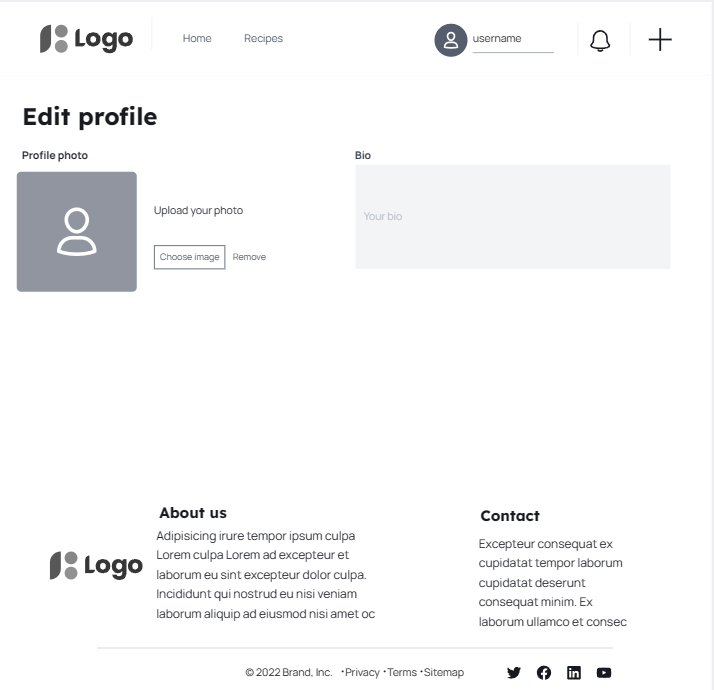 Logo
Home
Recipes
username
Edit profile
Profile photo
Upload your photo
Choose image
Remove
Bio
Your bio
Logo
About us
Adipisicing irure tempor ipsum culpa
Lorem culpa Lorem ad excepteur et
laborum eu sint excepteur dolor culpa.
Incididunt qui nostrud eu nisi veniam
laborum aliquip ad eiusmod nisi amet oc
Contact
Excepteur consequat ex
cupidatat tempor laborum
cupidatat deserunt
consequat minim. Ex
laborum ullamco et consec
© 2022 Brand, Inc. •Privacy •Terms •Sitemap